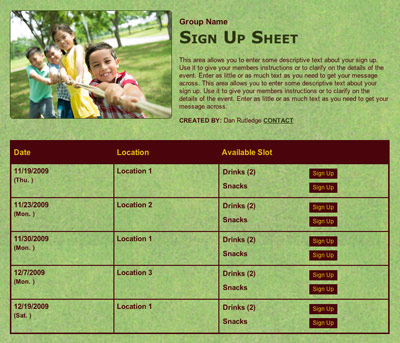 Group Name
SIGN UP SHEET
This area allows you to enter some descriptive text about your sign up.
Use it to give your members instructions or to clarify on the details of the
event. Enter as little or as much text as you need to get your message
across. This area allows you to enter some descriptive text about your
sign up. Use it to give your members instructions or to clarify on the
details of the event. Enter as little or as much text as you need to get your
message across.
CREATED BY: Dan Rutledge CONTACT
Date Location Available Slot
11/19/2009 Location 1 Drinks (2) Sign Up
(Thu. ) Snacks Sign Up
11/23/2009 Location 2 Drinks (2) Sign Up
(Mon. ) Snacks Sign Up
11/30/2009 Location 1 Drinks (2) Sign Up
(Mon. ) Snacks Sign Up
12/7/2009 Location 3 Drinks (2) Sign Up
(Mon. ) Snacks Sign Up
12/19/2009 Location 1 Drinks (2) Sign Up
(Sat. ) Snacks Sign Up